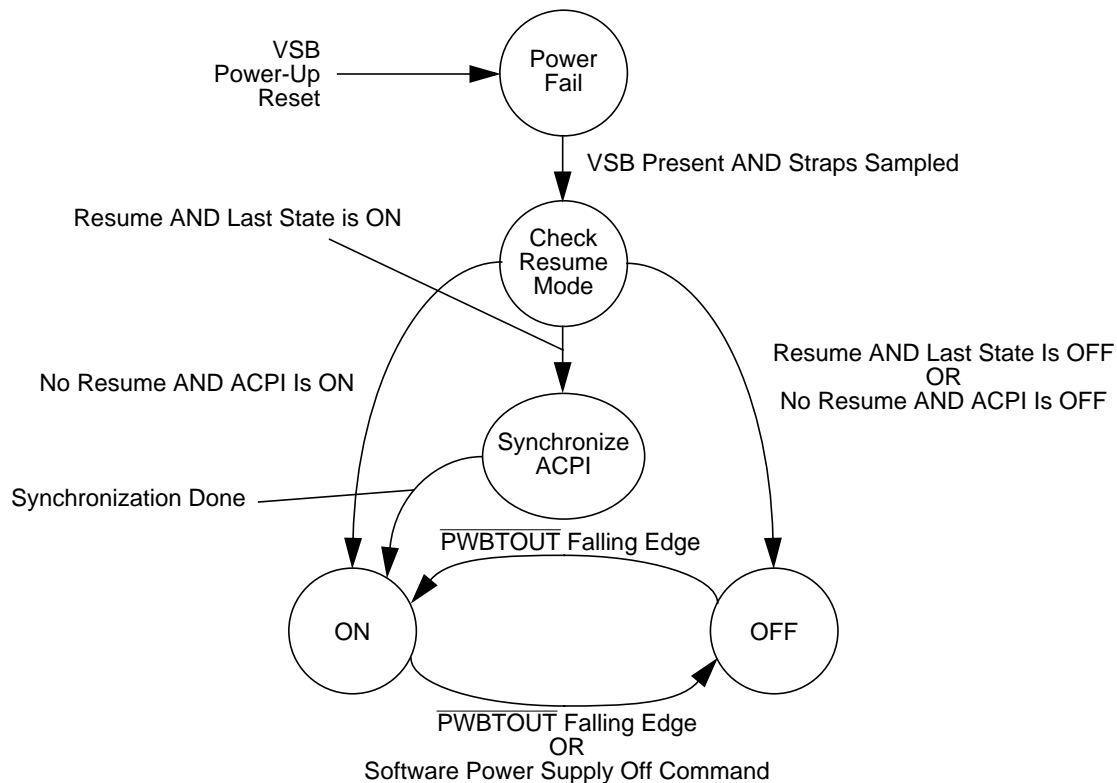 VSB
Power-Up
Reset
Power
Fail
VSB Present AND Straps Sampled
Resume AND Last State is ON
Check
Resume
Mode
No Resume AND ACPI Is ON
Resume AND Last State Is OFF
OR
No Resume AND ACPI Is OFF
Synchronize
ACPI
Synchronization Done
PWBTOUT Falling Edge
ON
OFF
PWBTOUT Falling Edge
OR
Software Power Supply Off Command